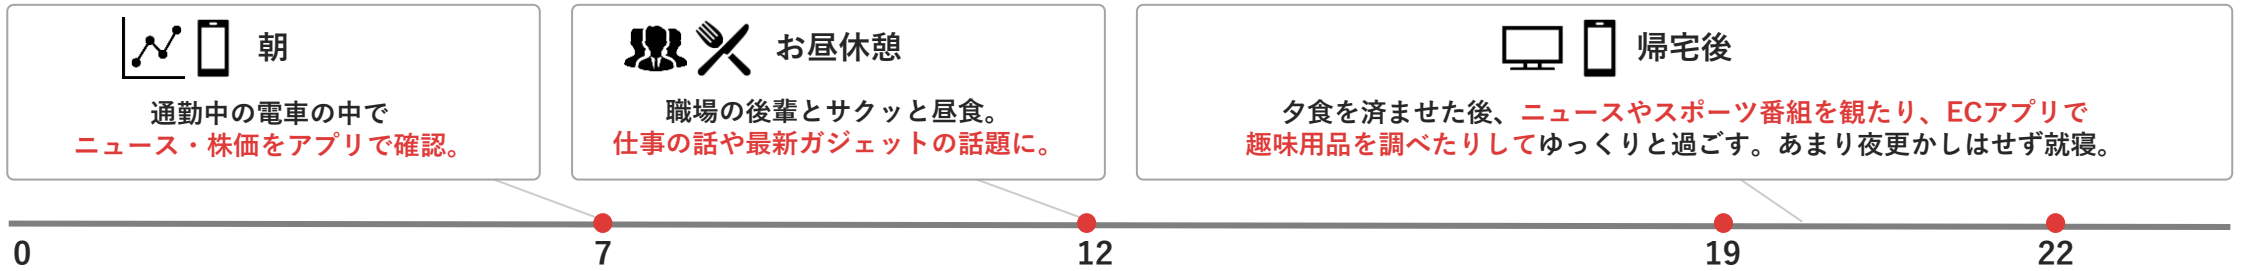 朝
通勤中の電車の中で
ニュース・株価をアプリで確認。
お昼休憩
職場の後輩とサクッと昼食。
仕事の話や最新ガジェットの話題に。
帰宅後
夕食を済ませた後、ニュースやスポーツ番組を観たり、ECアプリで
趣味用品を調べたりしてゆっくりと過ごす。あまり夜更かしはせず就寝。
0
7
12
19
22